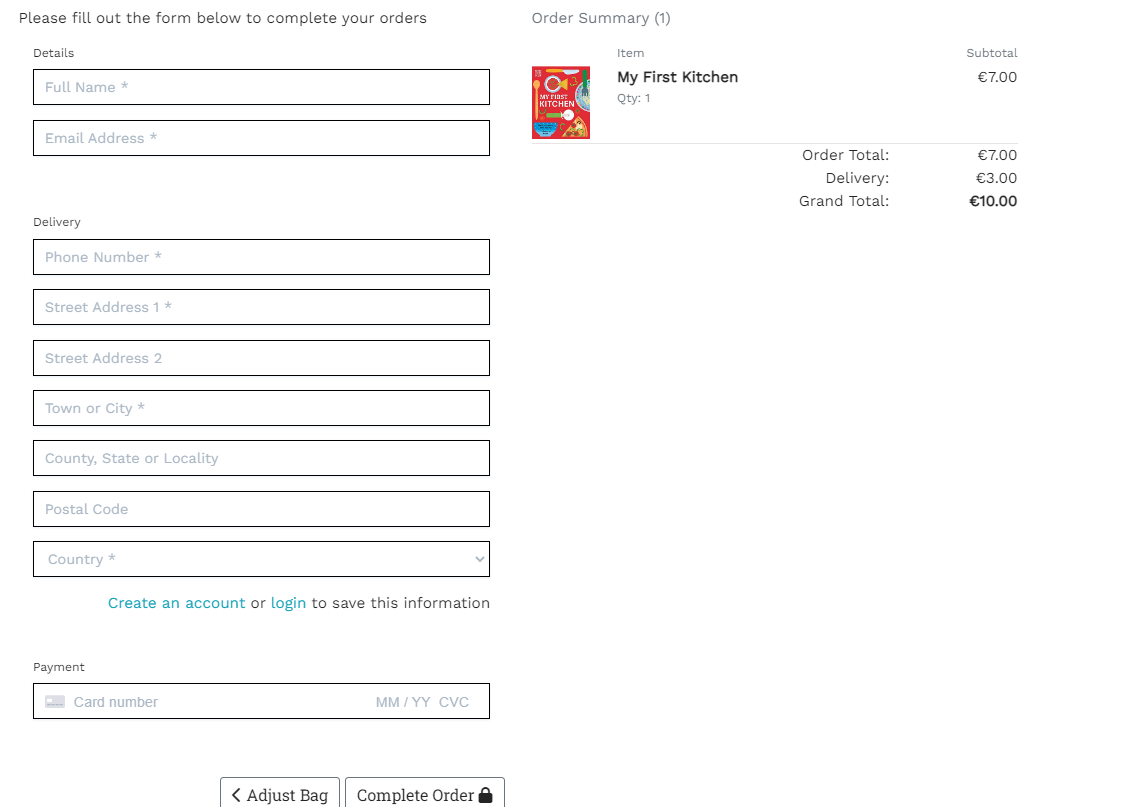 Please fill out the form below to complete your orders
Details
Full Name *
Email Address *
Delivery
Phone Number *
Street Address 1 *
Street Address 2
Town or City *
County, State or Locality
Postal Code
Country *
Create an account or login to save this information
Payment
Card number MM / YY CVC
Adjust Bag Complete Order
Order Summary (1)
Item Subtotal
MY FIRST
KITCHEN
My First Kitchen €7.00
Qty: 1
Order Total: €7.00
Delivery: €3.00
Grand Total: €10.00